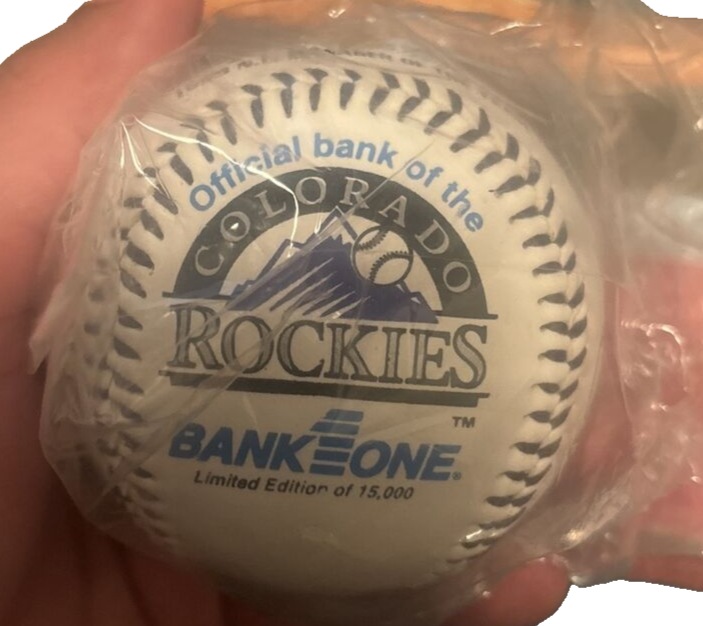 Official bank of the
COLORADO
ROCKIES
TM
BANK ONE
Limited Edition of 15,000